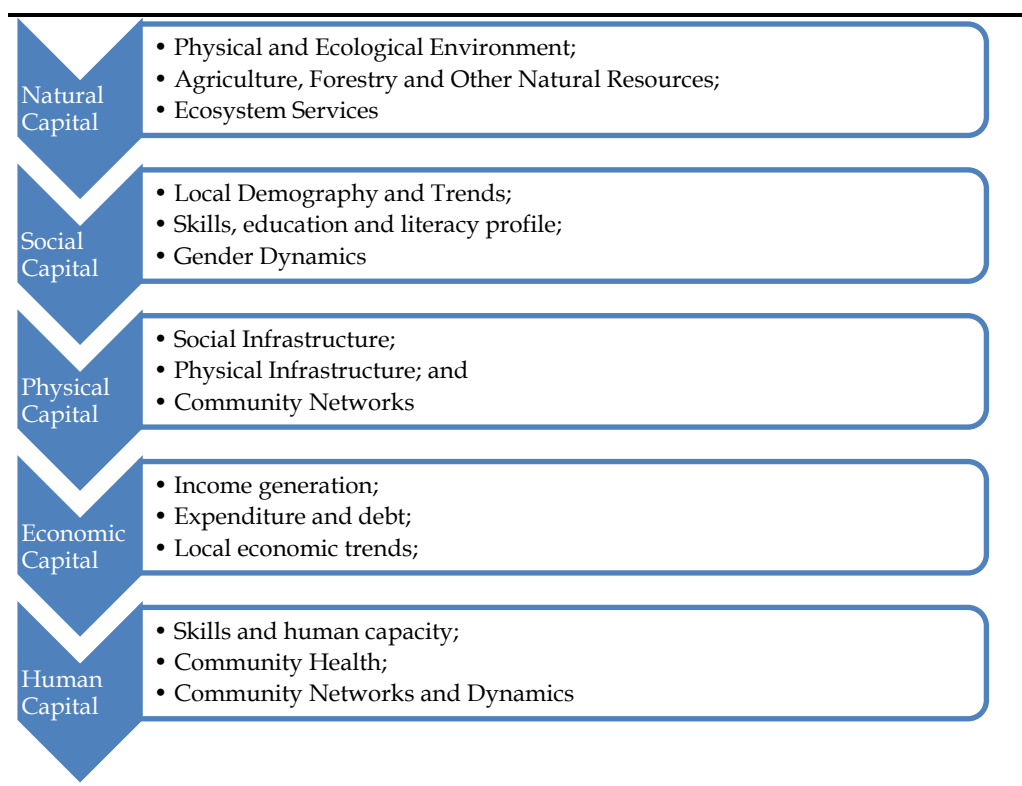 Natural
Capital
• Physical and Ecological Environment;
• Agriculture, Forestry and Other Natural Resources;
• Ecosystem Services
Social
Capital
• Local Demography and Trends;
• Skills, education and literacy profile;
• Gender Dynamics
Physical
Capital
• Social Infrastructure;
• Physical Infrastructure; and
• Community Networks
Economic
Capital
• Income generation;
• Expenditure and debt;
• Local economic trends;
Human
Capital
• Skills and human capacity;
• Community Health;
• Community Networks and Dynamics